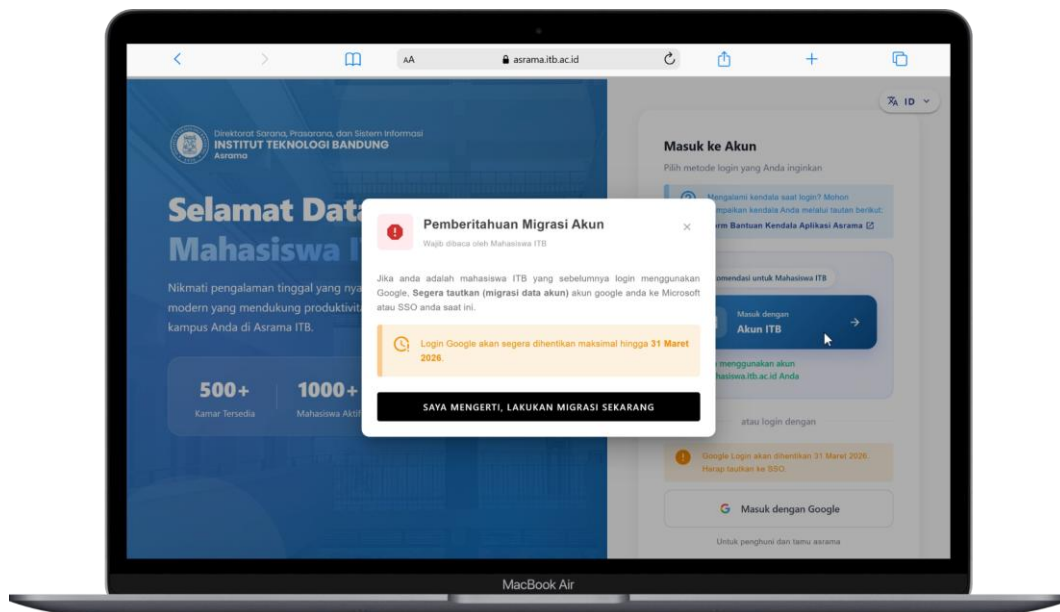 AA
asrama.itb.ac.id
ID
Direktorat Sarana, Prasarana, dan Sistem Informasi
INSTITUT TEKNOLOGI BANDUNG
Asrama
Selamat Data
Mahasiswa I
Nikmati pengalaman tinggal yang nya
modern yang mendukung produktivita
kampus Anda di Asrama ITB.
500+
Kamar Tersedia
1000+
Mahasiswa Aktif
Pemberitahuan Migrasi Akun
Wajib dibaca oleh Mahasiswa ITB
Jika anda adalah mahasiswa ITB yang sebelumnya login menggunakan
Google, Segera tautkan (migrasi data akun) akun google anda ke Microsoft
atau SSO anda saat ini.
Login Google akan segera dihentikan maksimal hingga 31 Maret
2026.
SAYA MENGERTI, LAKUKAN MIGRASI SEKARANG
Masuk ke Akun
Pilih metode login yang Anda inginkan
Mengalami kendala saat login? Mohon
mpaikan kendala Anda melalui tautan berikut:
rm Bantuan Kendala Aplikasi Asrama
omendasi untuk Mahasiswa ITB
Masuk dengan
Akun ITB
menggunakan akun
hasiswa.itb.ac.id Anda
atau login dengan
Google Login akan dihentikan 31 Maret 2026.
Harap tautkan ke SSO.
Masuk dengan Google
Untuk penghuni dan tamu asrama
MacBook Air